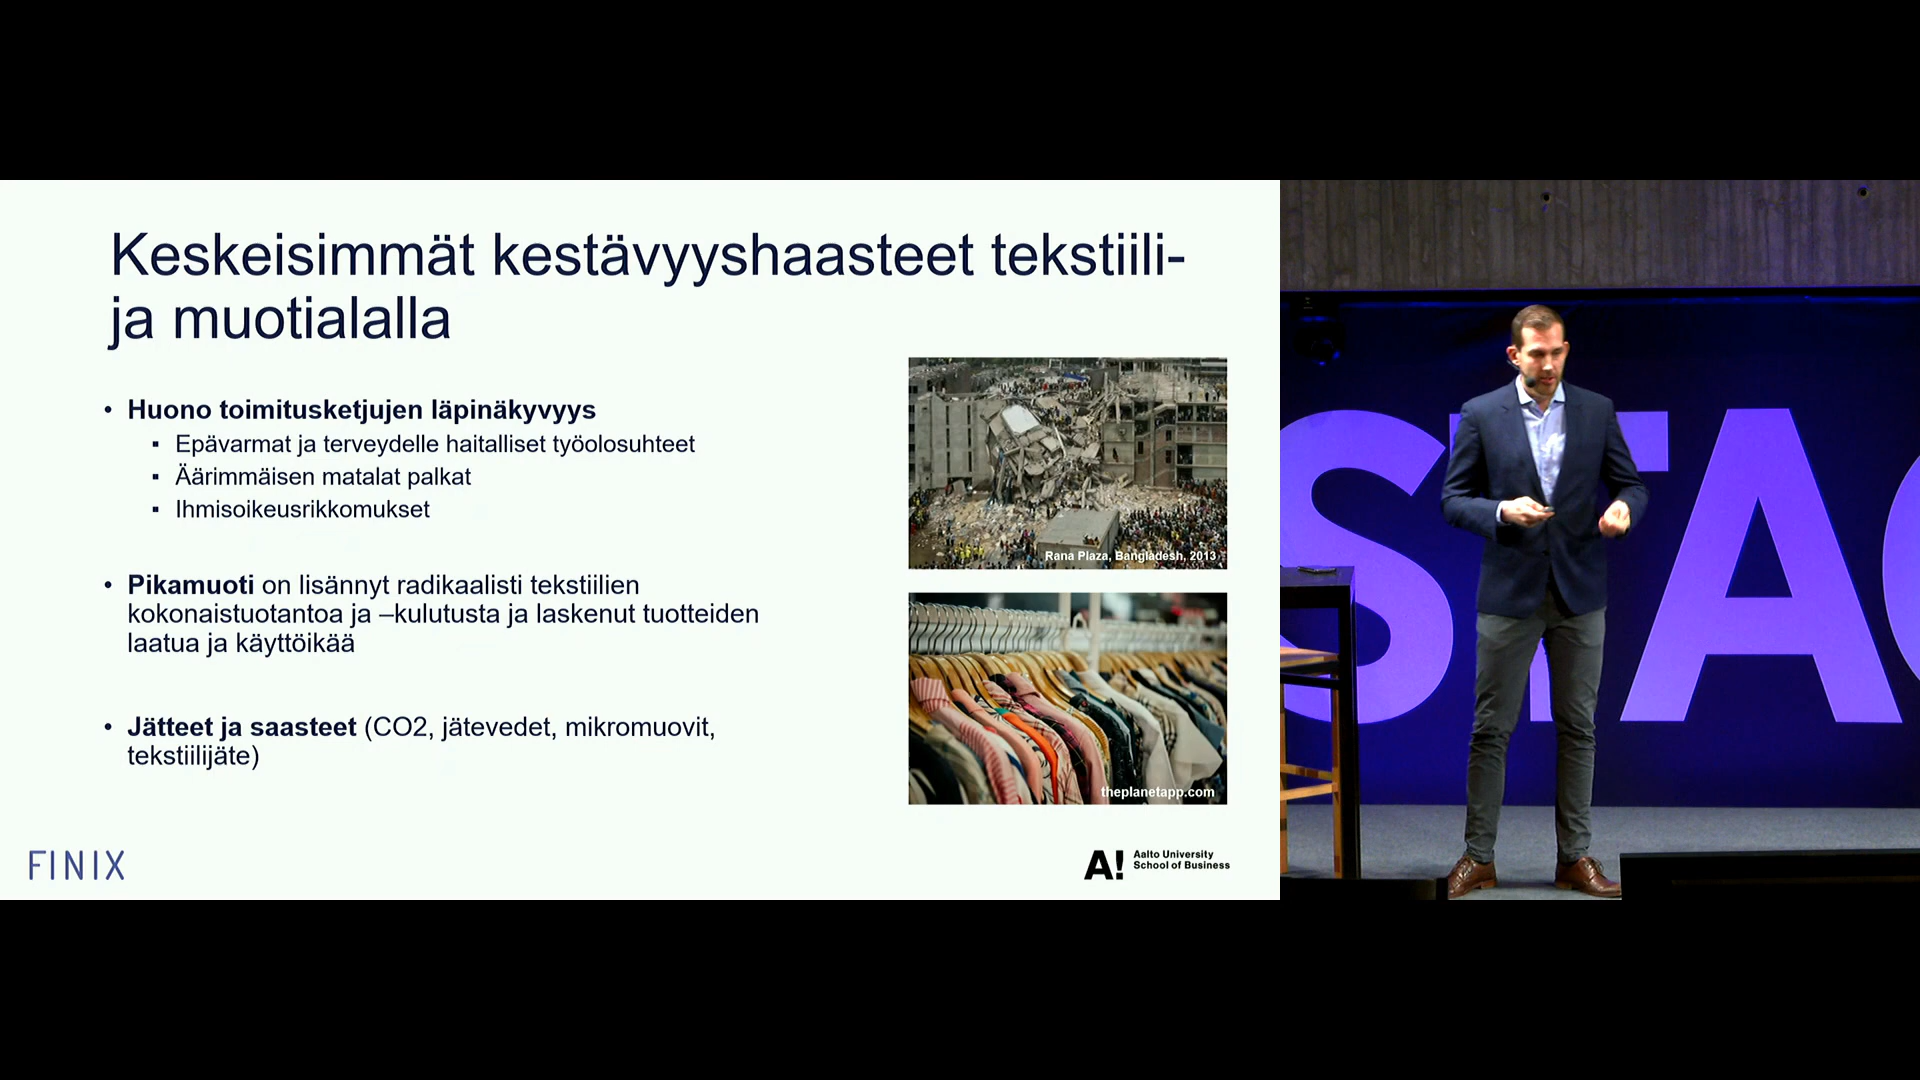 Keskeisimmät kestävyyshaasteet tekstiili-
ja muotialalla
• Huono toimitusketjujen läpinäkyvyys
▪ Epävarmat ja terveydelle haitalliset työolosuhteet
▪ Äärimmäisen matalat palkat
▪ Ihmisoikeusrikkomukset
• Pikamuoti on lisännyt radikaalisti tekstiilien
kokonaistuotantoa ja –kulutusta ja laskenut tuotteiden
laatua ja käyttöikää
• Jätteet ja saasteet (CO2, jätevedet, mikromuovit,
tekstiilijäte)
Rana Plaza, Bangladesh, 2013
theplanetapp.com
FINIX
A! Aalto University
School of Business
STA